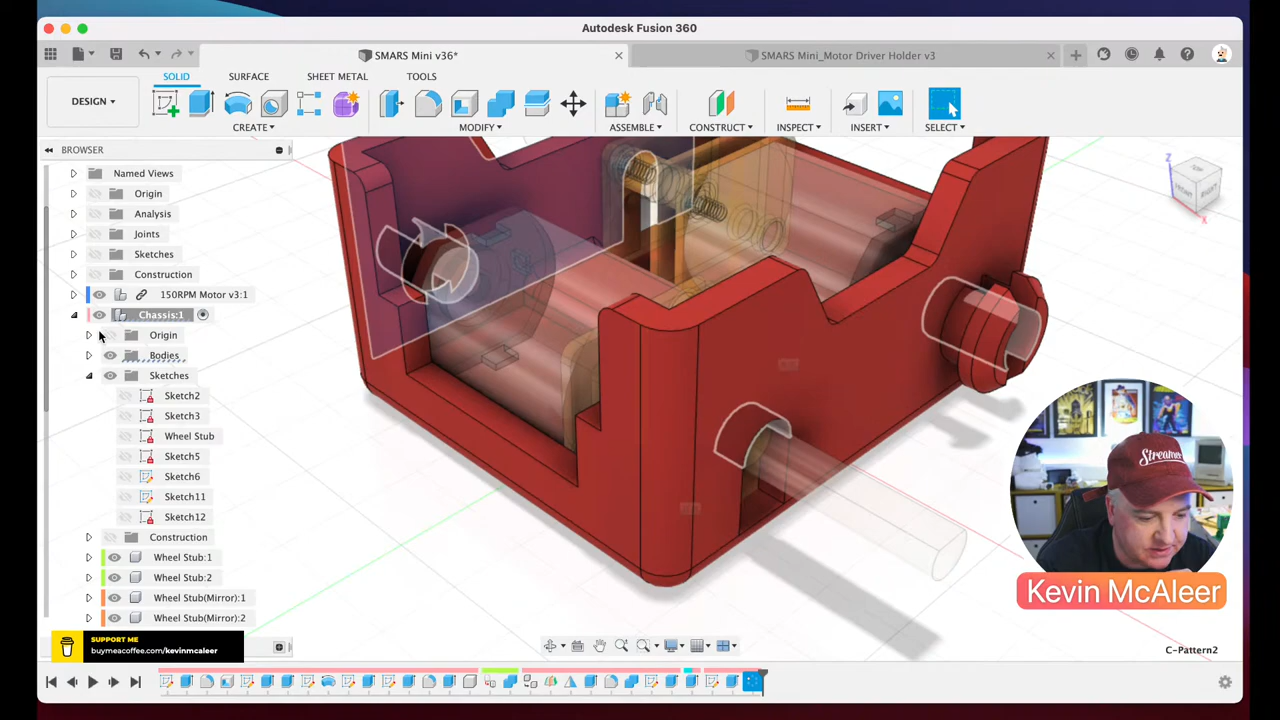 Autodesk Fusion 360
SMARS Mini v36*
SMARS Mini_Motor Driver Holder v3
SOLID
SURFACE
SHEET METAL
TOOLS
DESIGN
CREATE
MODIFY
ASSEMBLE
CONSTRUCT
INSPECT
INSERT
SELECT
BROWSER
Named Views
Origin
Analysis
Joints
Sketches
Construction
150RPM Motor v3:1
Chassis:1
Origin
Bodies
Sketches
Sketch2
Sketch3
Wheel Stub
Sketch5
Sketch6
Sketch11
Sketch12
Construction
Wheel Stub:1
Wheel Stub:2
Wheel Stub(Mirror):1
Wheel Stub(Mirror):2
Z
TOP
FRONT
RIGHT
X
Streamer
Kevin McAleer
SUPPORT ME
buymeacoffee.com/kevinmcaleer
C-Pattern2